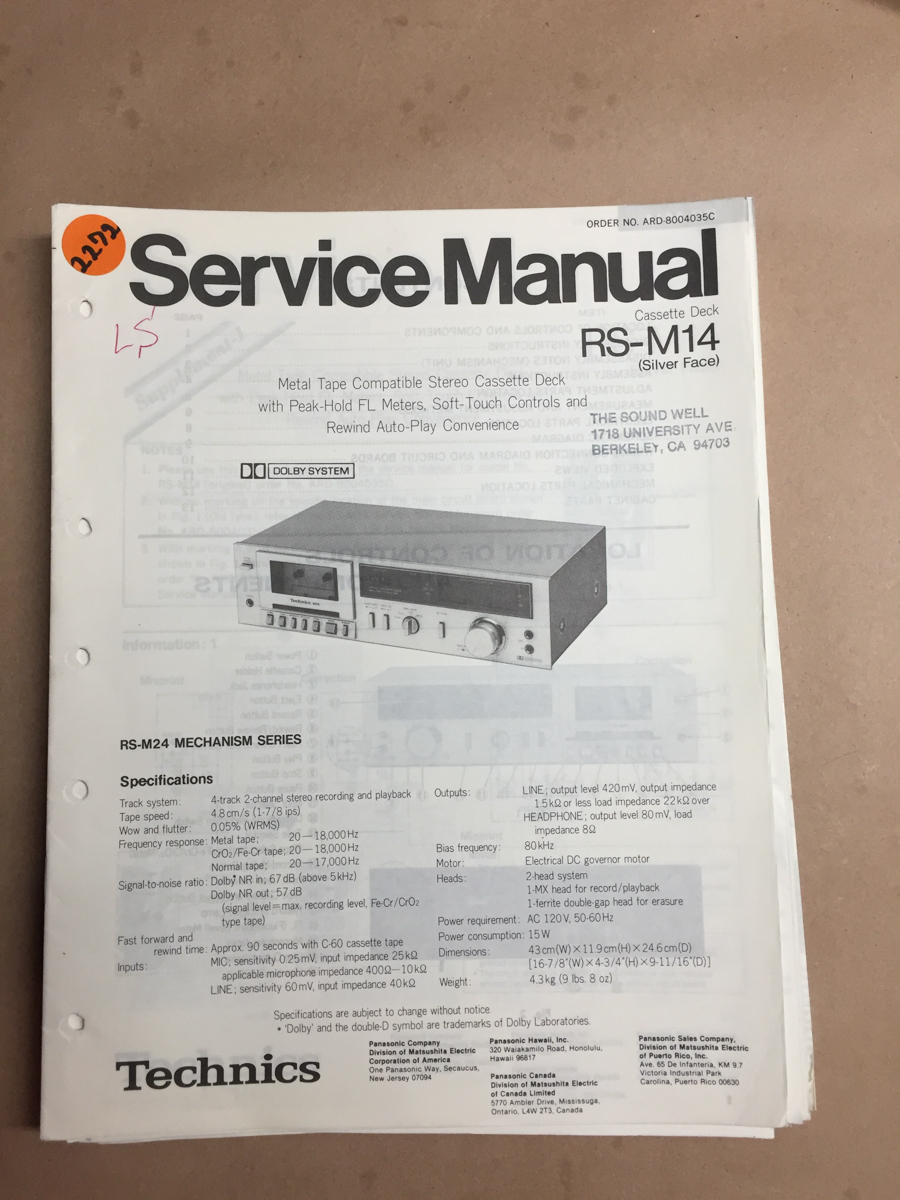 2272
ORDER NO. ARD-8004035C
Service Manual
LS
Cassette Deck
RS-M14
(Silver Face)
Metal Tape Compatible Stereo Cassette Deck
with Peak-Hold FL Meters, Soft-Touch Controls and
Rewind Auto-Play Convenience
THE SOUND WELL
1718 UNIVERSITY AVE
BERKELEY, CA 94703
DOLBY SYSTEM
Technics
RS-M24 MECHANISM SERIES
Specifications
Track system: 4-track 2-channel stereo recording and playback
Tape speed: 4.8 cm/s (1-7/8 ips)
Wow and flutter: 0.05% (WRMS)
Frequency response: Metal tape; 20—18,000 Hz
CrO₂/Fe-Cr tape; 20—18,000 Hz
Normal tape; 20—17,000 Hz
Signal-to-noise ratio: Dolby* NR in; 67 dB (above 5 kHz)
Dolby NR out; 57 dB
(signal level = max. recording level, Fe-Cr/CrO₂
type tape)
Fast forward and
rewind time: Approx. 90 seconds with C-60 cassette tape
Inputs: MIC; sensitivity 0.25 mV, input impedance 25 kΩ
applicable microphone impedance 400Ω—10 kΩ
LINE; sensitivity 60 mV, input impedance 40 kΩ
Outputs: LINE; output level 420 mV, output impedance
1.5 kΩ or less load impedance 22 kΩ over
HEADPHONE; output level 80 mV, load
impedance 8Ω
Bias frequency: 80 kHz
Motor: Electrical DC governor motor
Heads: 2-head system
1-MX head for record/playback
1-ferrite double-gap head for erasure
Power requirement: AC 120 V, 50-60 Hz
Power consumption: 15 W
Dimensions: 43 cm(W) × 11.9 cm(H) × 24.6 cm(D)
[16-7/8"(W) × 4-3/4"(H) × 9-11/16"(D)]
Weight: 4.3 kg (9 lbs. 8 oz)
Specifications are subject to change without notice.
* 'Dolby' and the double-D symbol are trademarks of Dolby Laboratories.
Technics
Panasonic Company
Division of Matsushita Electric
Corporation of America
One Panasonic Way, Secaucus,
New Jersey 07094
Panasonic Hawaii, Inc.
320 Waiakamilo Road, Honolulu,
Hawaii 96817
Panasonic Canada
Division of Matsushita Electric
of Canada Limited
5770 Ambler Drive, Mississauga,
Ontario, L4W 2T3, Canada
Panasonic Sales Company,
Division of Matsushita Electric
of Puerto Rico, Inc.
Ave. 65 De Infanteria, KM 9.7
Victoria Industrial Park
Carolina, Puerto Rico 00630